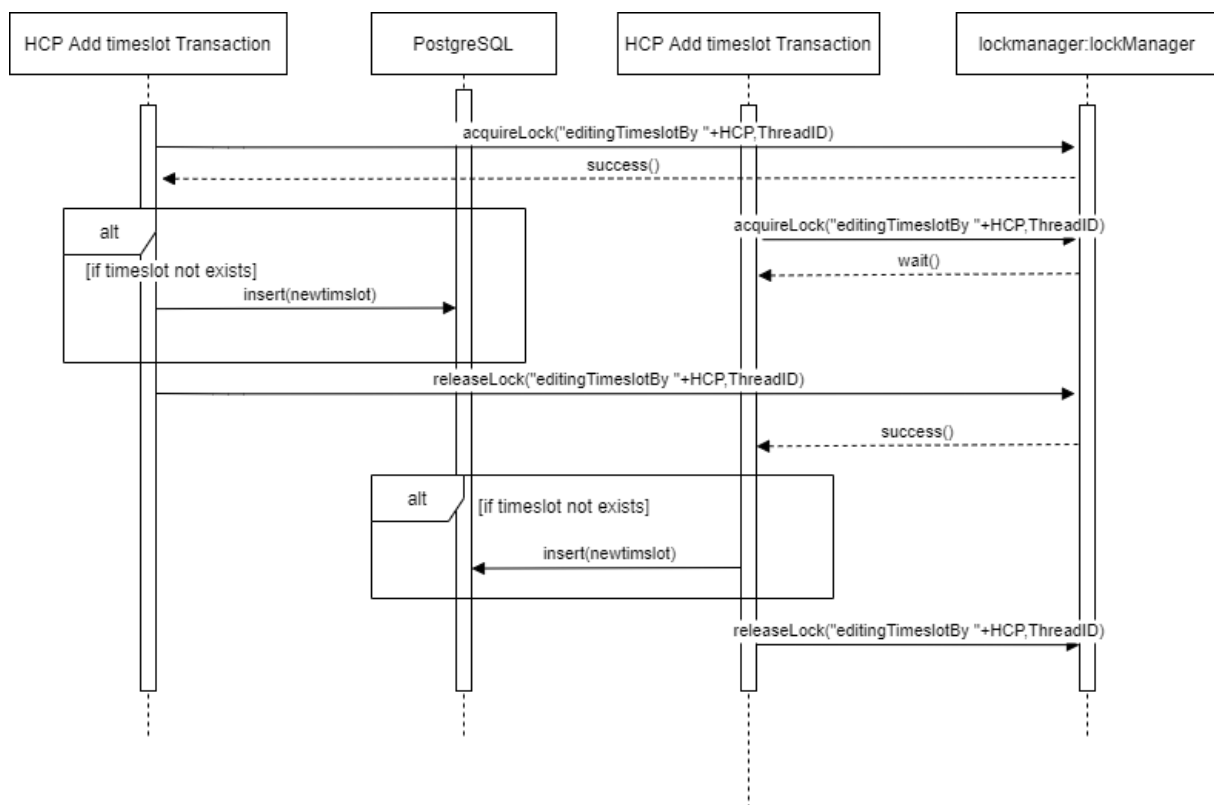 HCP Add timeslot Transaction
PostgreSQL
HCP Add timeslot Transaction
lockmanager:lockManager
acquireLock("editingTimeslotBy "+HCP,ThreadID)
success()
alt
acquireLock("editingTimeslotBy "+HCP,ThreadID)
wait()
[if timeslot not exists]
insert(newtimslot)
releaseLock("editingTimeslotBy "+HCP,ThreadID)
success()
alt
[if timeslot not exists]
insert(newtimslot)
releaseLock("editingTimeslotBy "+HCP,ThreadID)